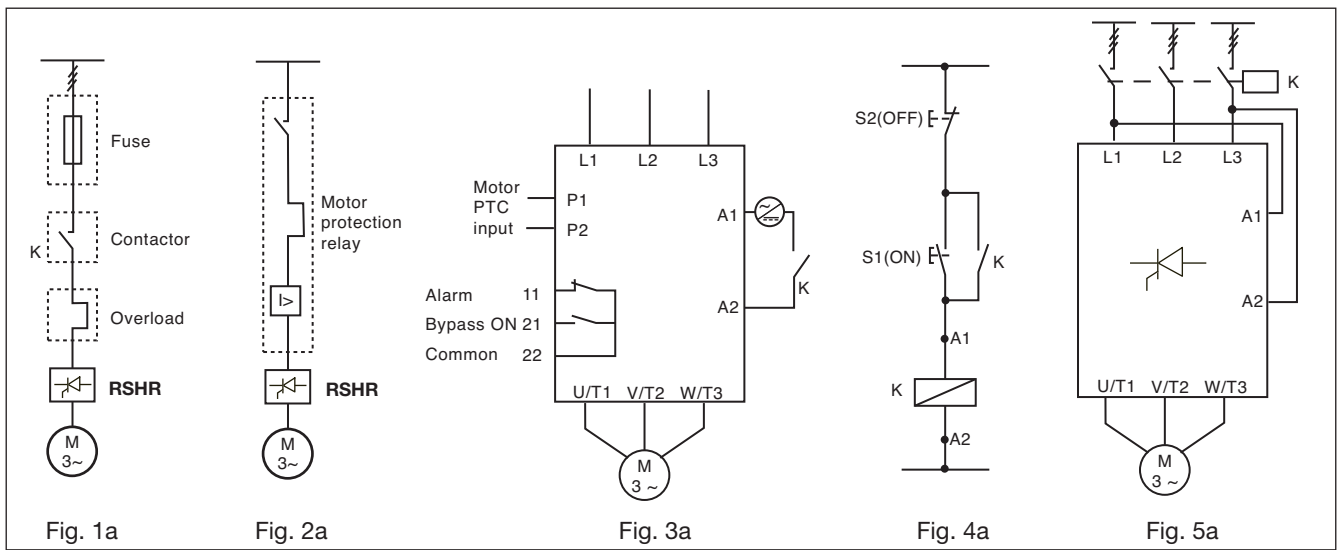 Fuse
K
Contactor
Overload
RSHR
M
3~
Fig. 1a
Motor
protection
relay
I>
RSHR
M
3~
Fig. 2a
L1 L2 L3
Motor
PTC
input
P1
P2
A1
K
A2
Alarm 11
Bypass ON 21
Common 22
U/T1 V/T2 W/T3
M
3 ~
Fig. 3a
S2(OFF)
S1(ON)
K
A1
K
A2
Fig. 4a
K
L1 L2 L3
A1
A2
U/T1 V/T2 W/T3
M
3 ~
Fig. 5a